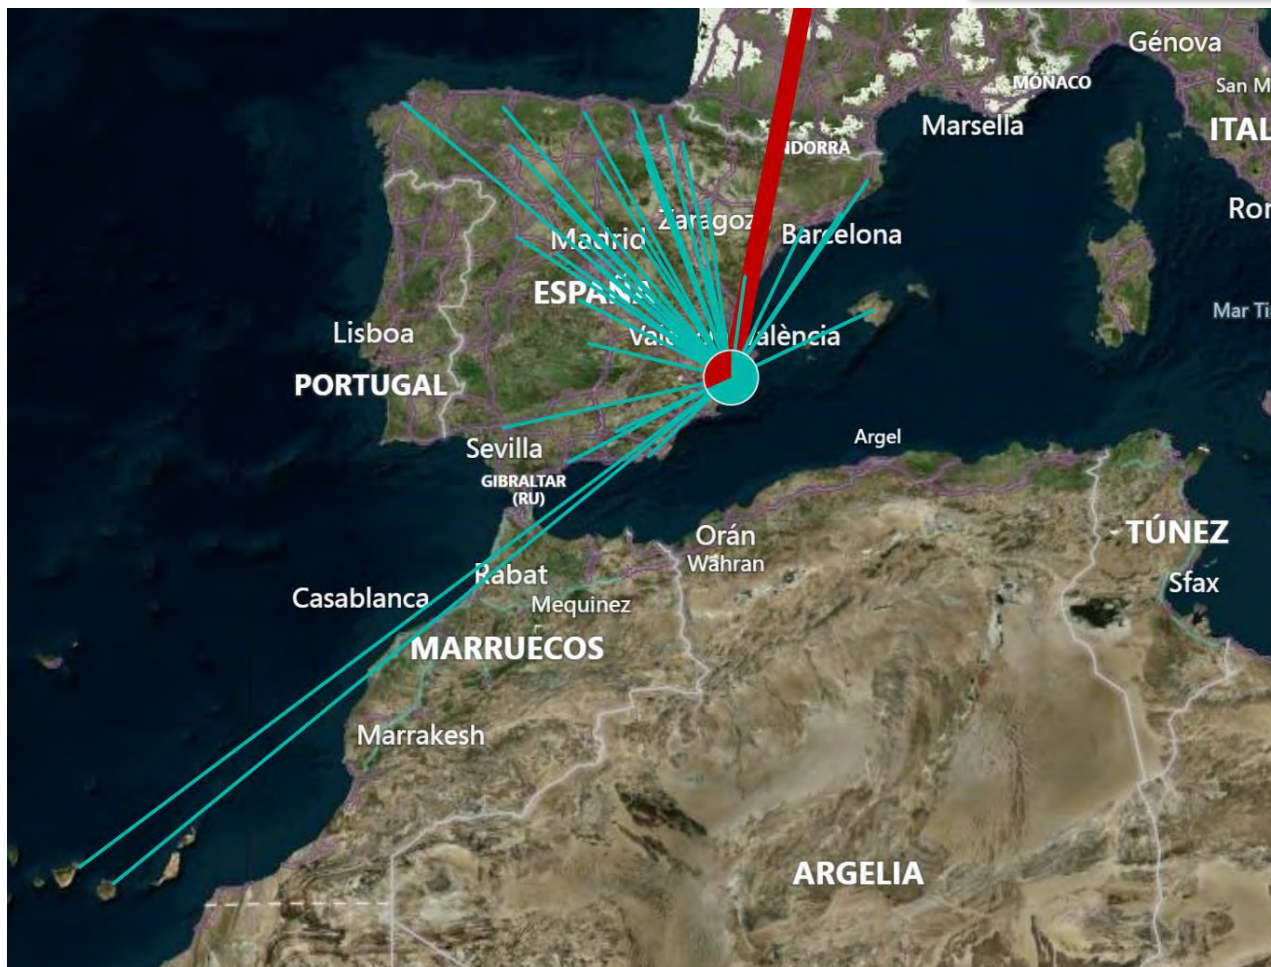 Génova
MÓNACO
San M
Marsella
ITAL
NDORRA
Ror
Zaragoz
Barcelona
Madrid
ESPAÑA
Mar Ti
Lisboa
València
PORTUGAL
Argel
Sevilla
GIBRALTAR
(RU)
TÚNEZ
Orán
Wahran
Rabat
Sfax
Casablanca
Mequinez
MARRUECOS
Marrakesh
ARGELIA